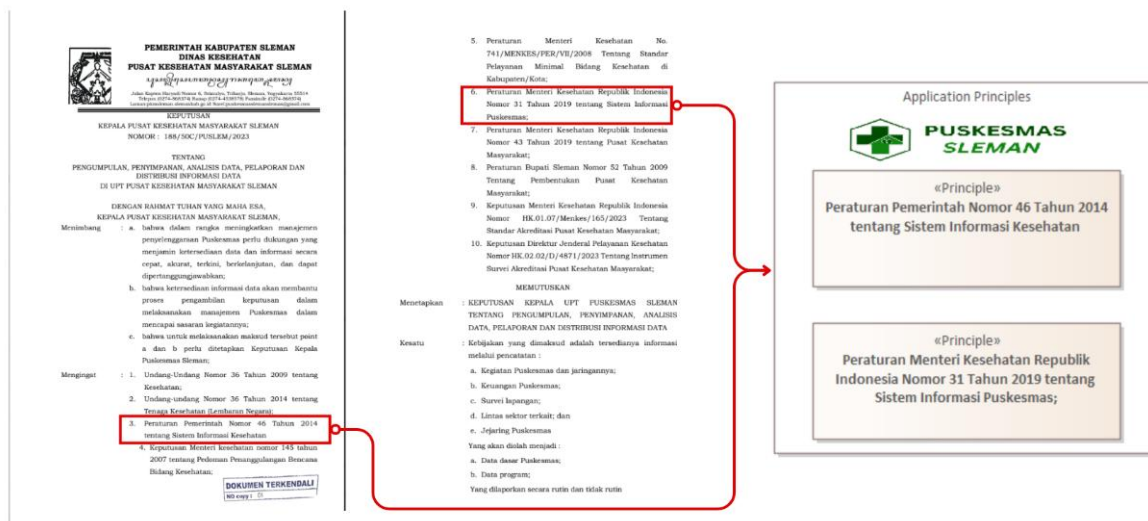 PEMERINTAH KABUPATEN SLEMAN
DINAS KESEHATAN
PUSAT KESEHATAN MASYARAKAT SLEMAN
KEPUTUSAN
KEPALA PUSAT KESEHATAN MASYARAKAT SLEMAN
NOMOR : 188/50C/PUSLEM/2023
TENTANG
PENGUMPULAN, PENYIMPANAN, ANALISIS DATA, PELAPORAN DAN
DISTRIBUSI INFORMASI DATA
DI UPT PUSAT KESEHATAN MASYARAKAT SLEMAN
DENGAN RAHMAT TUHAN YANG MAHA ESA,
KEPALA PUSAT KESEHATAN MASYARAKAT SLEMAN,
Menimbang : a. bahwa dalam rangka meningkatkan manajemen
penyelenggaraan Puskesmas perlu dukungan yang
menjamin ketersediaan data dan informasi secara
cepat, akurat, terkini, berkelanjutan, dan dapat
dipertanggungjawabkan;
b. bahwa ketersediaan informasi data akan membantu
proses pengambilan keputusan dalam
melaksanakan manajemen Puskesmas dalam
mencapai sasaran kegiatannya;
c. bahwa untuk melaksanakan maksud tersebut point
a dan b perlu ditetapkan Keputusan Kepala
Puskesmas Sleman;
Mengingat : 1. Undang-Undang Nomor 36 Tahun 2009 tentang
Kesehatan;
2. Undang-undang Nomor 36 Tahun 2014 tentang
Tenaga Kesehatan (Lembaran Negara);
3. Peraturan Pemerintah Nomor 46 Tahun 2014
tentang Sistem Informasi Kesehatan
4. Keputusan Menteri kesehatan nomor 145 tahun
2007 tentang Pedoman Penanggulangan Bencana
Bidang Kesehatan;
DOKUMEN TERKENDALI
NO copy :
5. Peraturan Menteri Kesehatan No.
741/MENKES/PER/VII/2008 Tentang Standar
Pelayanan Minimal Bidang Kesehatan di
Kabupaten/Kota;
6. Peraturan Menteri Kesehatan Republik Indonesia
Nomor 31 Tahun 2019 tentang Sistem Informasi
Puskesmas;
7. Peraturan Menteri Kesehatan Republik Indonesia
Nomor 43 Tahun 2019 tentang Pusat Kesehatan
Masyarakat;
8. Peraturan Bupati Sleman Nomor 52 Tahun 2009
Tentang Pembentukan Pusat Kesehatan
Masyarakat;
9. Keputusan Menteri Kesehatan Republik Indonesia
Nomor HK.01.07/Menkes/165/2023 Tentang
Standar Akreditasi Pusat Kesehatan Masyarakat;
10. Keputusan Direktur Jenderal Pelayanan Kesehatan
Nomor HK.02.02/D/4871/2023 Tentang Instrumen
Survei Akreditasi Pusat Kesehatan Masyarakat;
MEMUTUSKAN
Menetapkan : KEPUTUSAN KEPALA UPT PUSKESMAS SLEMAN
TENTANG PENGUMPULAN, PENYIMPANAN, ANALISIS
DATA, PELAPORAN DAN DISTRIBUSI INFORMASI DATA
Kesatu : Kebijakan yang dimaksud adalah tersedianya informasi
melalui pencatatan :
a. Kegiatan Puskesmas dan jaringannya;
b. Keuangan Puskesmas;
c. Survei lapangan;
d. Lintas sektor terkait; dan
e. Jejaring Puskesmas
Yang akan diolah menjadi :
a. Data dasar Puskesmas;
b. Data program;
Yang dilaporkan secara rutin dan tidak rutin
Application Principles
PUSKESMAS
SLEMAN
«Principle»
Peraturan Pemerintah Nomor 46 Tahun 2014
tentang Sistem Informasi Kesehatan
«Principle»
Peraturan Menteri Kesehatan Republik
Indonesia Nomor 31 Tahun 2019 tentang
Sistem Informasi Puskesmas;